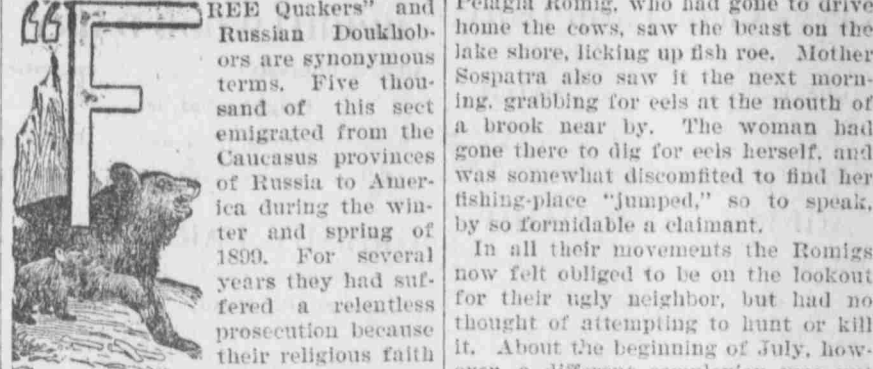 “FREE Quakers” and
Russian Doukhob-
ors are synonymous
terms. Five thou-
sand of this sect
emigrated from the
Caucasus provinces
of Russia to Amer-
ica during the win-
ter and spring of
1899. For several
years they had suf-
fered a relentless
prosecution because
their religious faith
Pelagia Romig, who had gone to drive
home the cows, saw the beast on the
lake shore, licking up fish roe. Mother
Sospatra also saw it the next morn-
ing, grabbing for eels at the mouth of
a brook near by. The woman had
gone there to dig for eels herself, and
was somewhat discomfited to find her
fishing-place “jumped,” so to speak,
by so formidable a claimant.
In all their movements the Romigs
now felt obliged to be on the lookout
for their ugly neighbor, but had no
thought of attempting to hunt or kill
it. About the beginning of July, how-